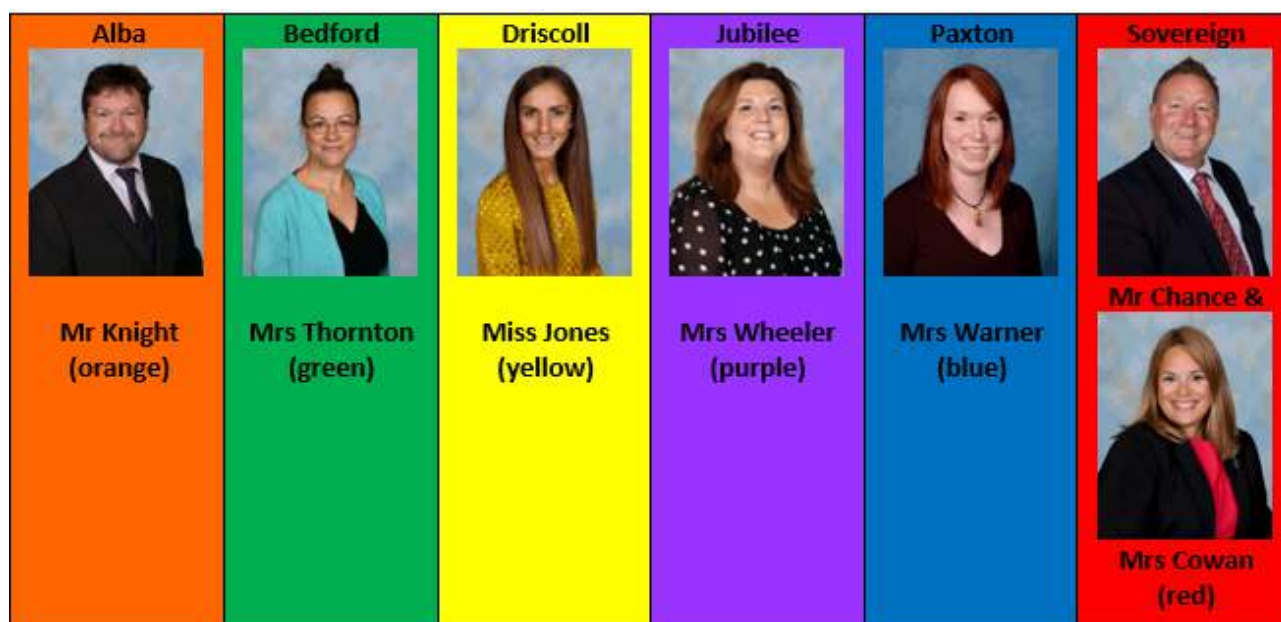 Alba
Mr Knight
(orange)
Bedford
Mrs Thornton
(green)
Driscoll
Miss Jones
(yellow)
Jubilee
Mrs Wheeler
(purple)
Paxton
Mrs Warner
(blue)
Sovereign
Mr Chance &
Mrs Cowan
(red)